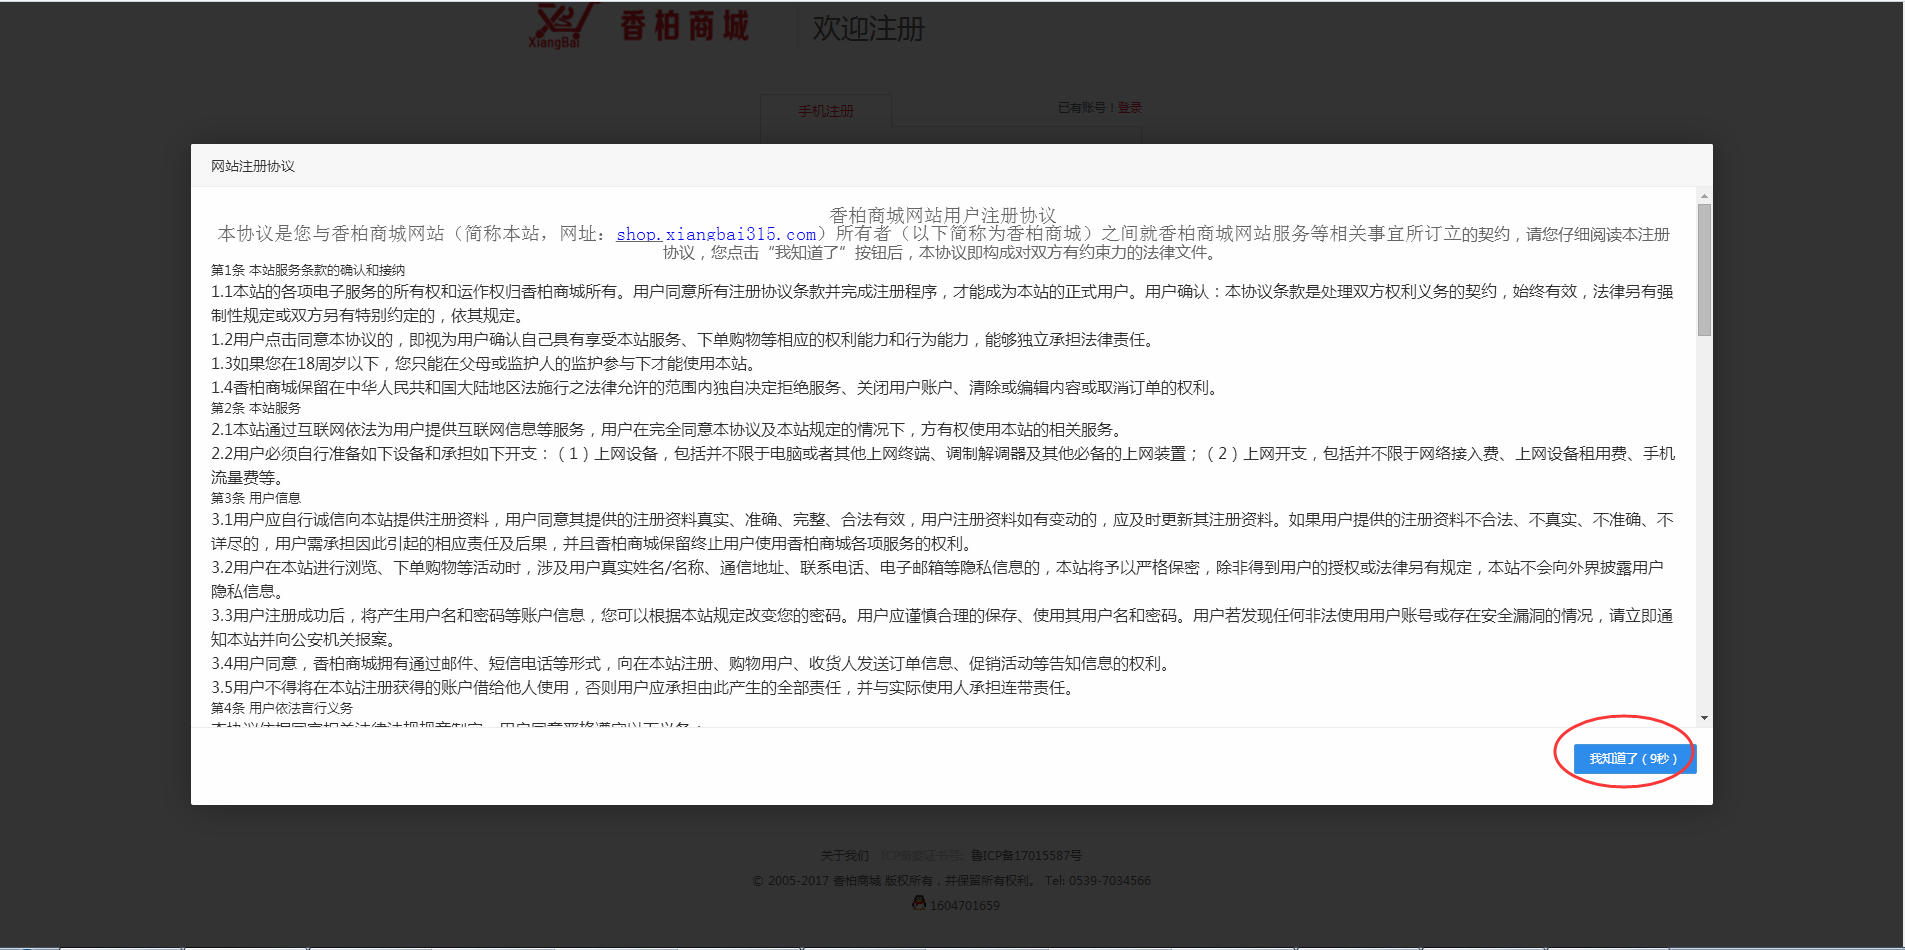 XiangBai 香柏商城 欢迎注册
手机注册 已有账号！登录
网站注册协议
香柏商城网站用户注册协议
本协议是您与香柏商城网站（简称本站，网址：shop.xiangbai315.com）所有者（以下简称为香柏商城）之间就香柏商城网站服务等相关事宜所订立的契约，请您仔细阅读本注册
协议，您点击“我知道了”按钮后，本协议即构成对双方有约束力的法律文件。
第1条 本站服务条款的确认和接纳
1.1本站的各项电子服务的所有权和运作权归香柏商城所有。用户同意所有注册协议条款并完成注册程序，才能成为本站的正式用户。用户确认：本协议条款是处理双方权利义务的契约，始终有效，法律另有强
制性规定或双方另有特别约定的，依其规定。
1.2用户点击同意本协议的，即视为用户确认自己具有享受本站服务、下单购物等相应的权利能力和行为能力，能够独立承担法律责任。
1.3如果您在18周岁以下，您只能在父母或监护人的监护参与下才能使用本站。
1.4香柏商城保留在中华人民共和国大陆地区法施行之法律允许的范围内独自决定拒绝服务、关闭用户账户、清除或编辑内容或取消订单的权利。
第2条 本站服务
2.1本站通过互联网依法为用户提供互联网信息等服务，用户在完全同意本协议及本站规定的情况下，方有权使用本站的相关服务。
2.2用户必须自行准备如下设备和承担如下开支：（1）上网设备，包括并不限于电脑或者其他上网终端、调制解调器及其他必备的上网装置；（2）上网开支，包括并不限于网络接入费、上网设备租用费、手机
流量费等。
第3条 用户信息
3.1用户应自行诚信向本站提供注册资料，用户同意其提供的注册资料真实、准确、完整、合法有效，用户注册资料如有变动的，应及时更新其注册资料。如果用户提供的注册资料不合法、不真实、不准确、不
详尽的，用户需承担因此引起的相应责任及后果，并且香柏商城保留终止用户使用香柏商城各项服务的权利。
3.2用户在本站进行浏览、下单购物等活动时，涉及用户真实姓名/名称、通信地址、联系电话、电子邮箱等隐私信息的，本站将予以严格保密，除非得到用户的授权或法律另有规定，本站不会向外界披露用户
隐私信息。
3.3用户注册成功后，将产生用户名和密码等账户信息，您可以根据本站规定改变您的密码。用户应谨慎合理的保存、使用其用户名和密码。用户若发现任何非法使用用户账号或存在安全漏洞的情况，请立即通
知本站并向公安机关报案。
3.4用户同意，香柏商城拥有通过邮件、短信电话等形式，向在本站注册、购物用户、收货人发送订单信息、促销活动等告知信息的权利。
3.5用户不得将在本站注册获得的账户借给他人使用，否则用户应承担由此产生的全部责任，并与实际使用人承担连带责任。
第4条 用户依法言行义务
本协议依据国家相关法律法规规章制定，用户同意严格遵守以下义务：
我知道了（9秒）
关于我们 ICP备案证书号: 鲁ICP备17015587号
© 2005-2017 香柏商城 版权所有，并保留所有权利。 Tel: 0539-7034566
1604701659